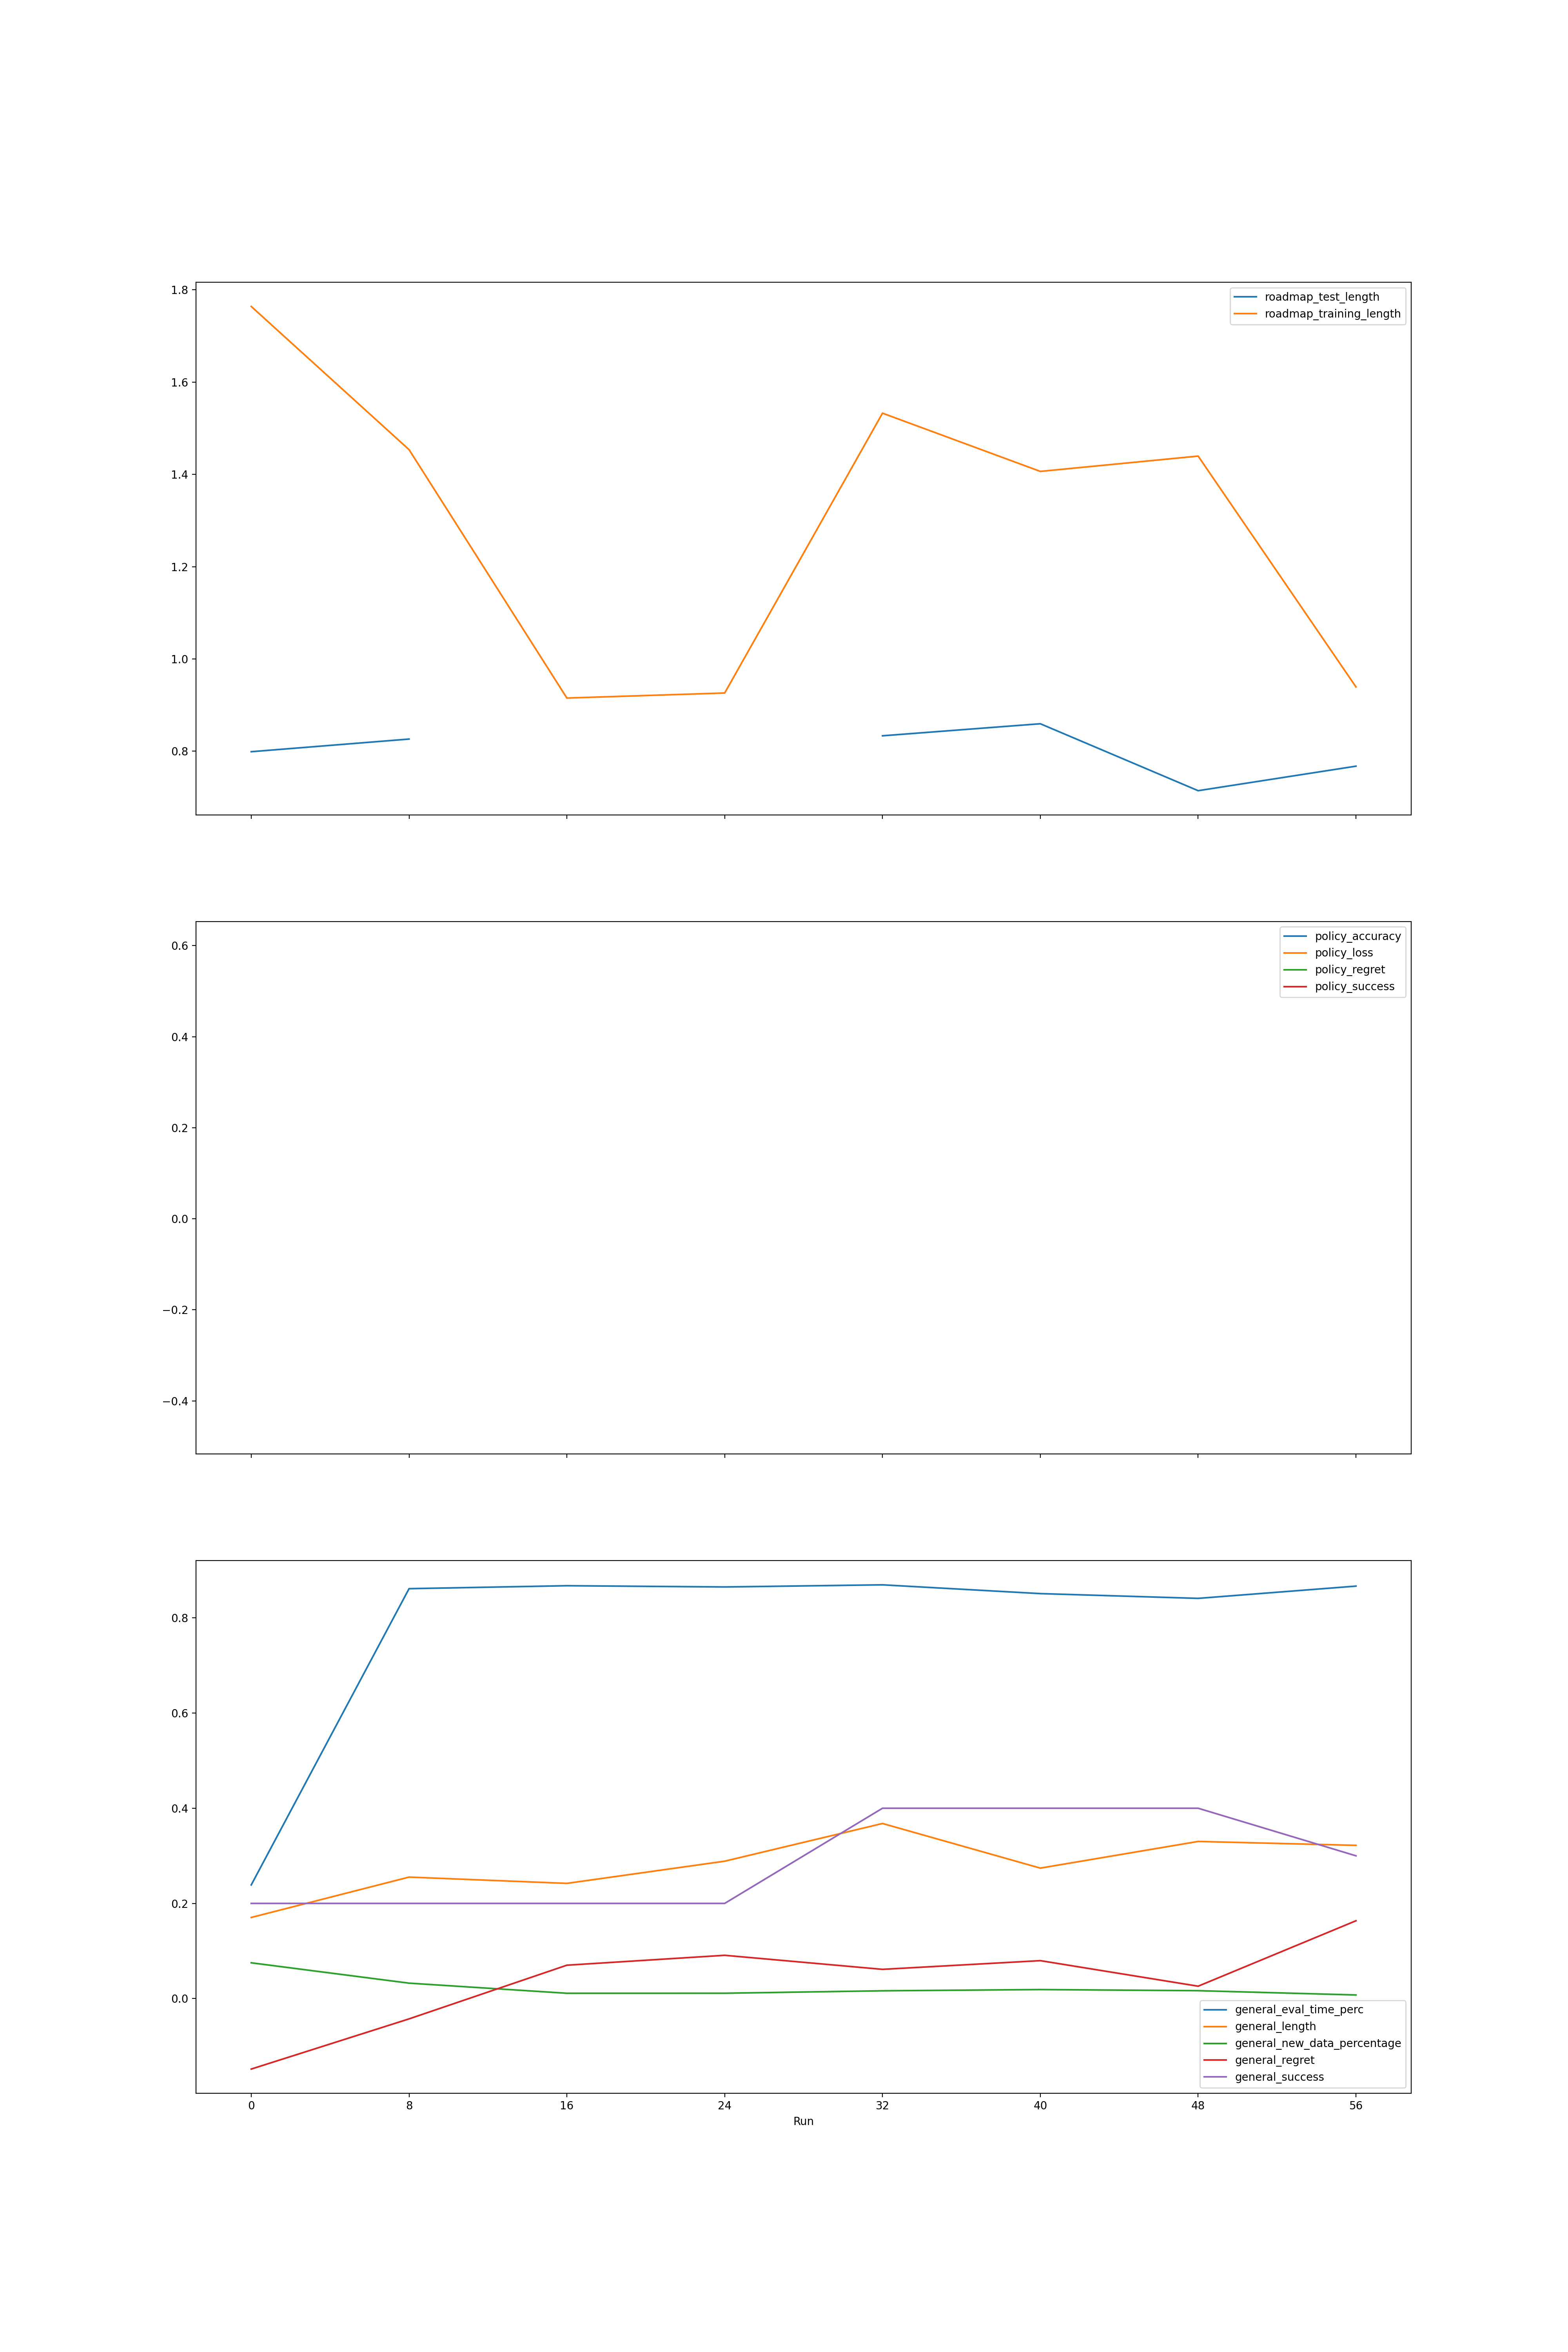 1.8
1.6
1.4
1.2
1.0
0.8
roadmap_test_length
roadmap_training_length
0.6
0.4
0.2
0.0
−0.2
−0.4
policy_accuracy
policy_loss
policy_regret
policy_success
0.8
0.6
0.4
0.2
0.0
general_eval_time_perc
general_length
general_new_data_percentage
general_regret
general_success
0 8 16 24 32 40 48 56
Run